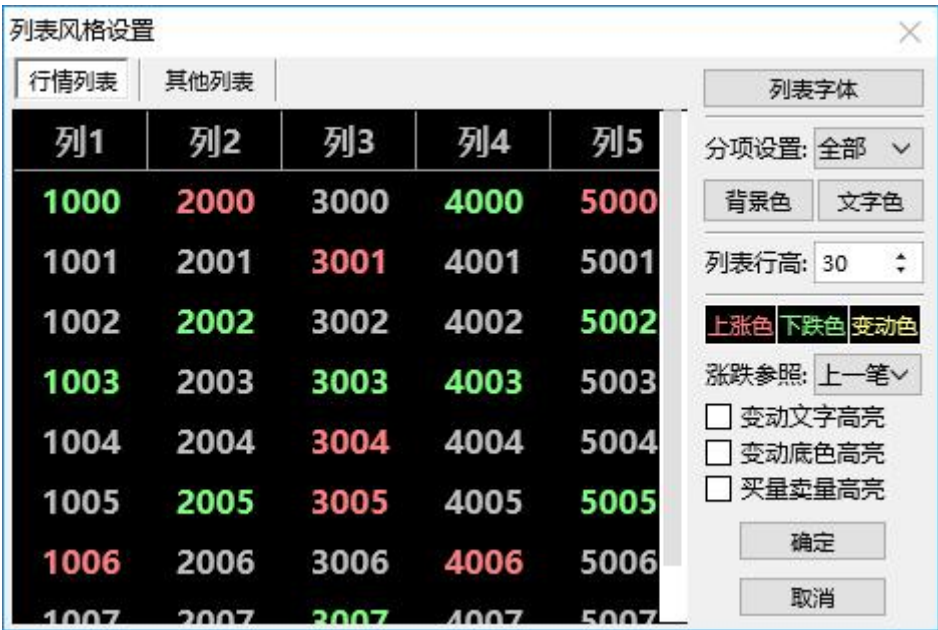 列表风格设置
行情列表 其他列表
列1 列2 列3 列4 列5
1000 2000 3000 4000 5000
1001 2001 3001 4001 5001
1002 2002 3002 4002 5002
1003 2003 3003 4003 5003
1004 2004 3004 4004 5004
1005 2005 3005 4005 5005
1006 2006 3006 4006 5006
1007 2007 3007 4007 5007
列表字体
分项设置: 全部
背景色 文字色
列表行高: 30
上涨色 下跌色 变动色
涨跌参照: 上一笔
变动文字高亮
变动底色高亮
买量卖量高亮
确定
取消